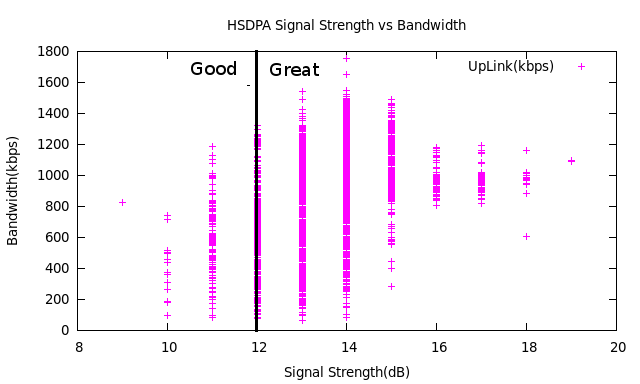 HSDPA Signal Strength vs Bandwidth
1800
1600
1400
1200
1000
800
600
400
200
0
Bandwidth(kbps)
Good
Great
UpLink(kbps)
8
10
12
14
16
18
20
Signal Strength(dB)